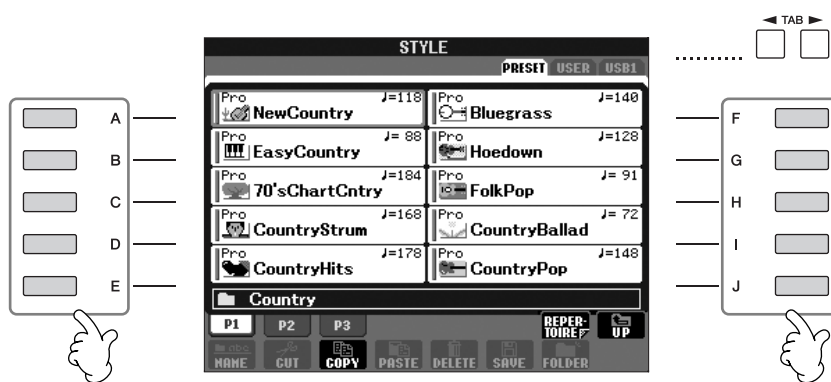 ◄ TAB ►
STYLE
PRESET USER USB1
A
B
C
D
E
Pro ♩=118
NewCountry
Pro ♩=140
Bluegrass
Pro ♩= 88
EasyCountry
Pro ♩=128
Hoedown
Pro ♩=184
70'sChartCntry
Pro ♩= 91
FolkPop
Pro ♩=168
CountryStrum
Pro ♩= 72
CountryBallad
Pro ♩=178
CountryHits
Pro ♩=148
CountryPop
F
G
H
I
J
Country
P1 P2 P3
REPER-
TOIRE
UP
abc
NAME CUT COPY PASTE DELETE SAVE FOLDER